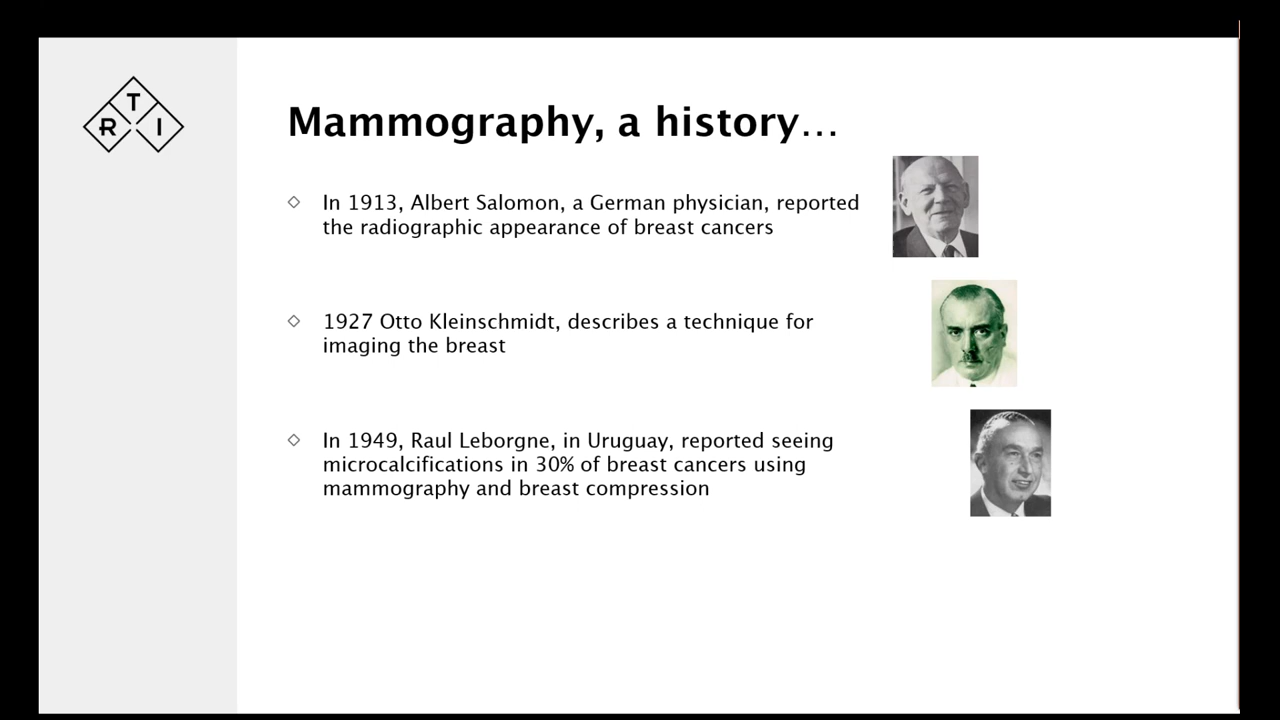 T
R I
Mammography, a history...
In 1913, Albert Salomon, a German physician, reported
the radiographic appearance of breast cancers
1927 Otto Kleinschmidt, describes a technique for
imaging the breast
In 1949, Raul Leborgne, in Uruguay, reported seeing
microcalcifications in 30% of breast cancers using
mammography and breast compression